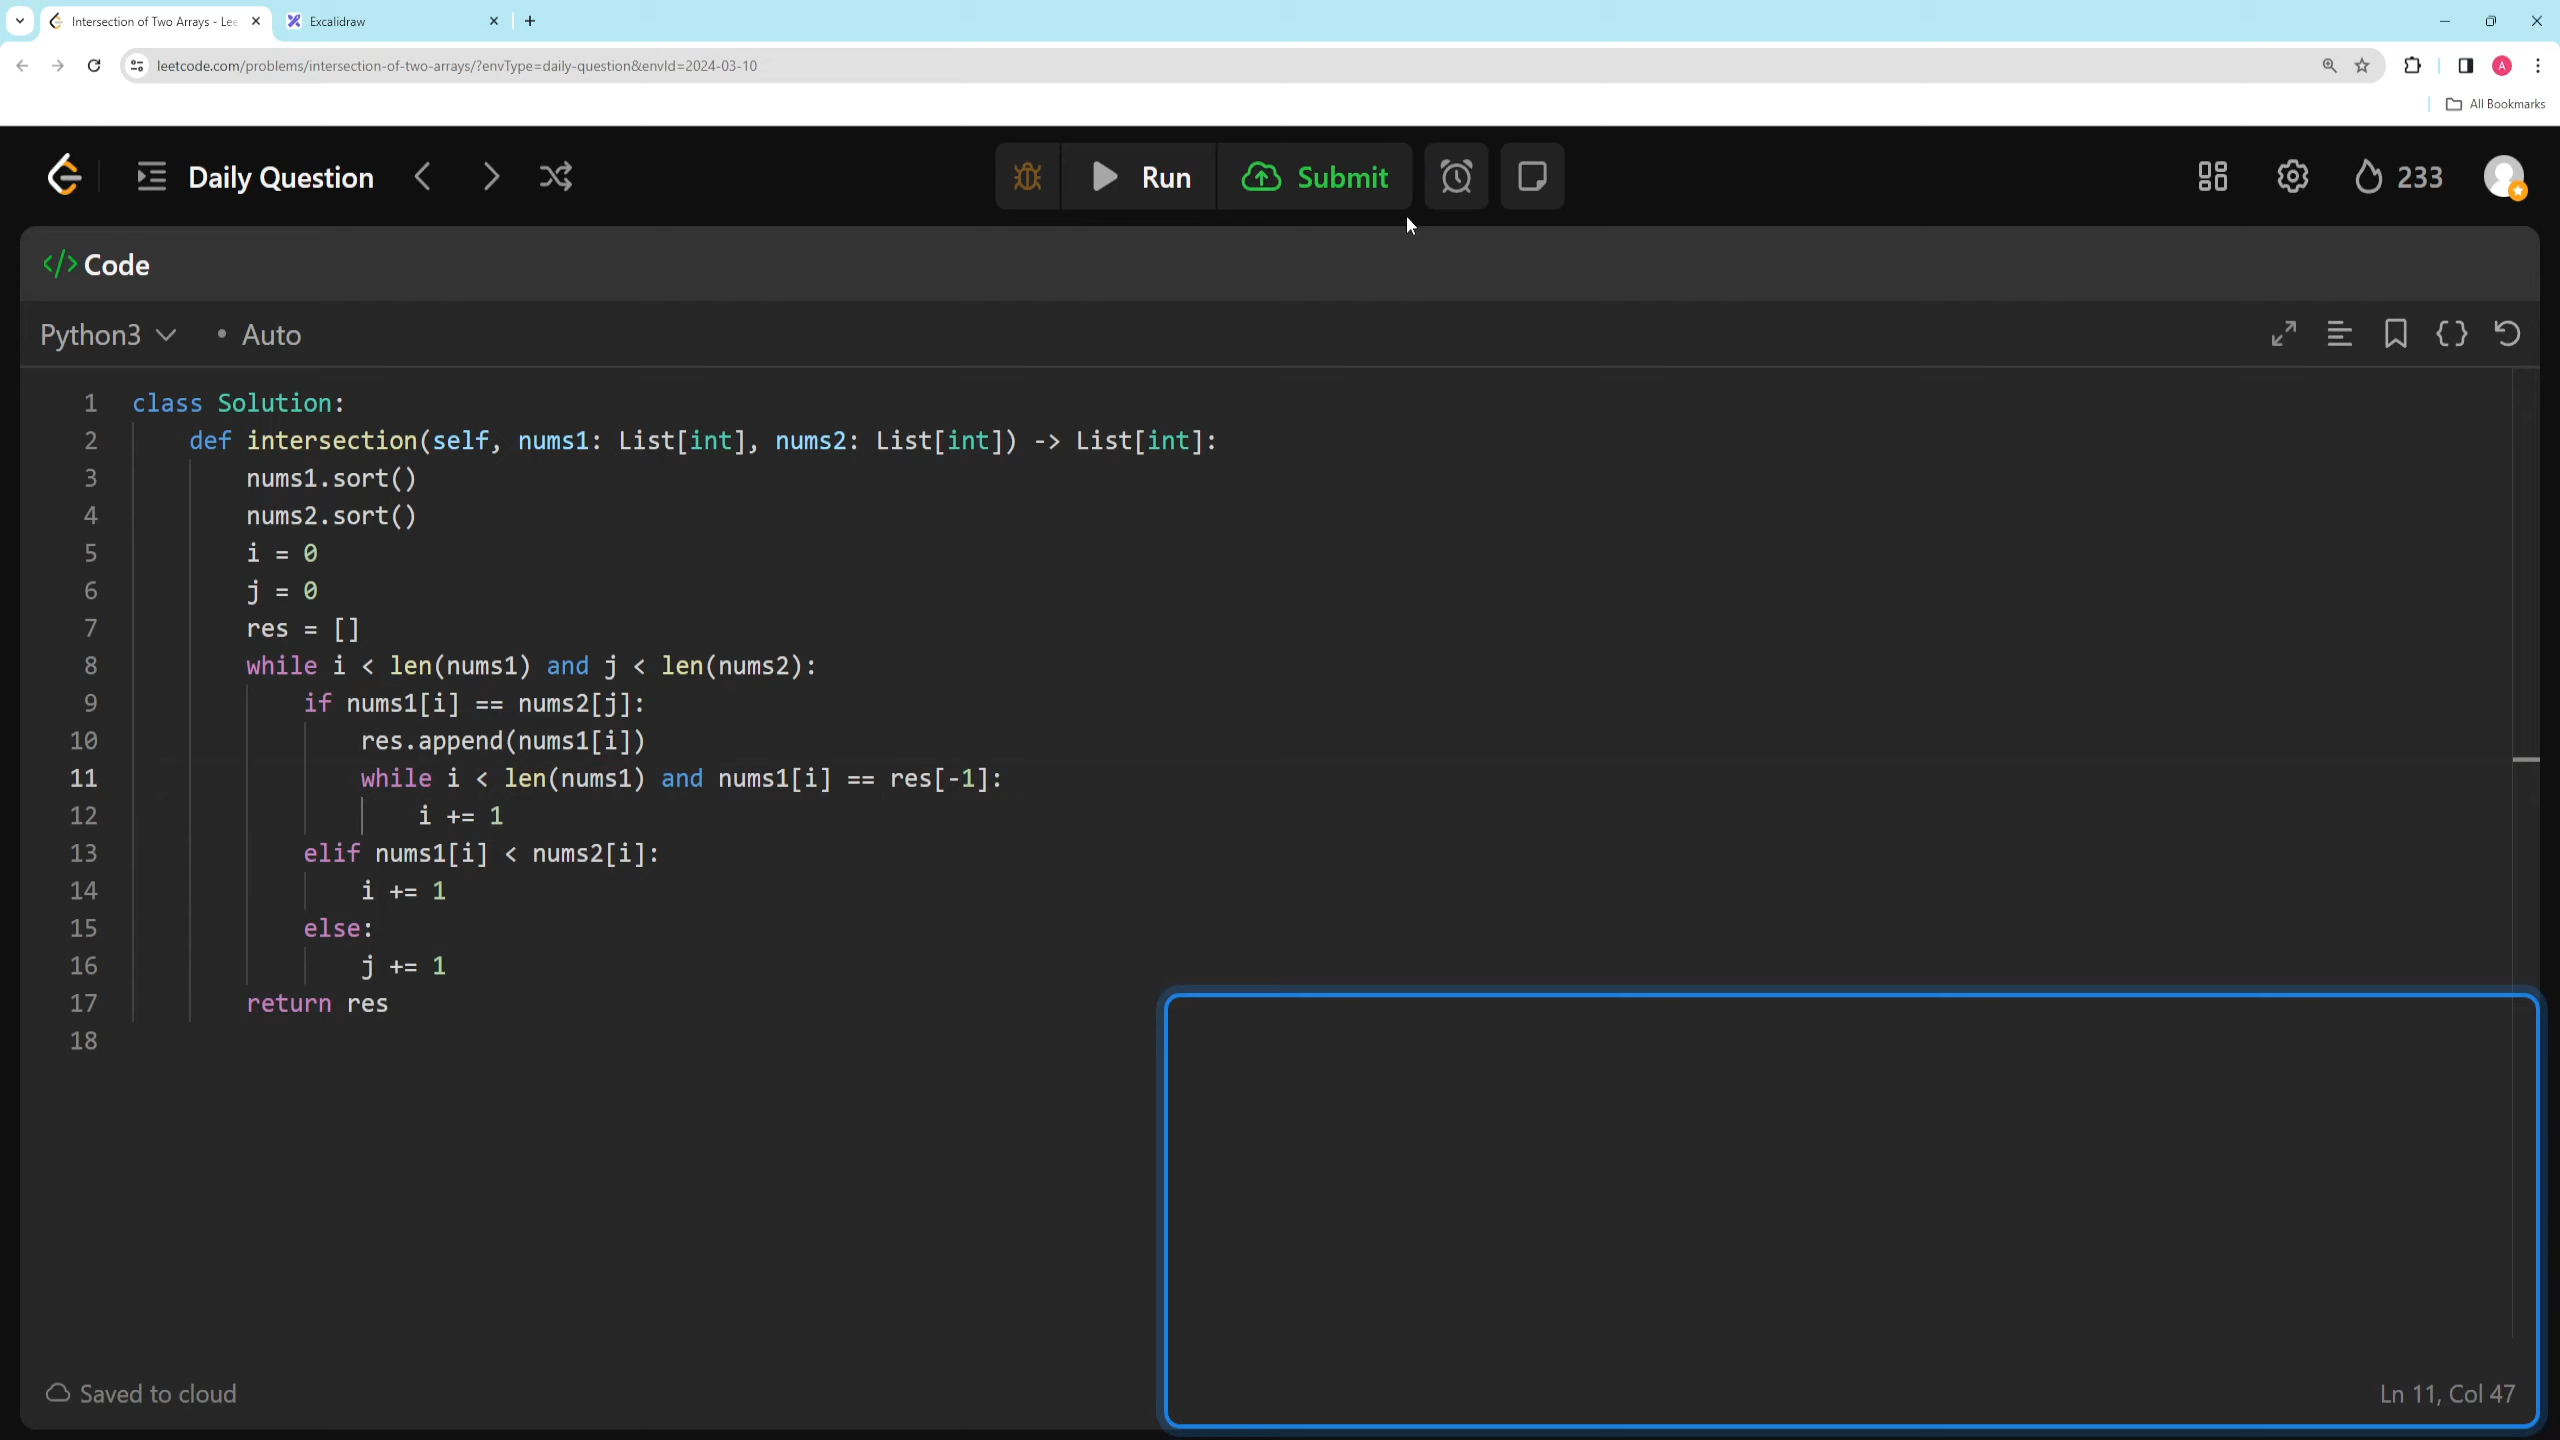 Intersection of Two Arrays - Lee
Excalidraw
leetcode.com/problems/intersection-of-two-arrays/?envType=daily-question&envId=2024-03-10
A
All Bookmarks
Daily Question
Run
Submit
233
</> Code
Python3
• Auto
1 class Solution:
2 def intersection(self, nums1: List[int], nums2: List[int]) -> List[int]:
3 nums1.sort()
4 nums2.sort()
5 i = 0
6 j = 0
7 res = []
8 while i < len(nums1) and j < len(nums2):
9 if nums1[i] == nums2[j]:
10 res.append(nums1[i])
11 while i < len(nums1) and nums1[i] == res[-1]:
12 i += 1
13 elif nums1[i] < nums2[i]:
14 i += 1
15 else:
16 j += 1
17 return res
18
Saved to cloud
Ln 11, Col 47